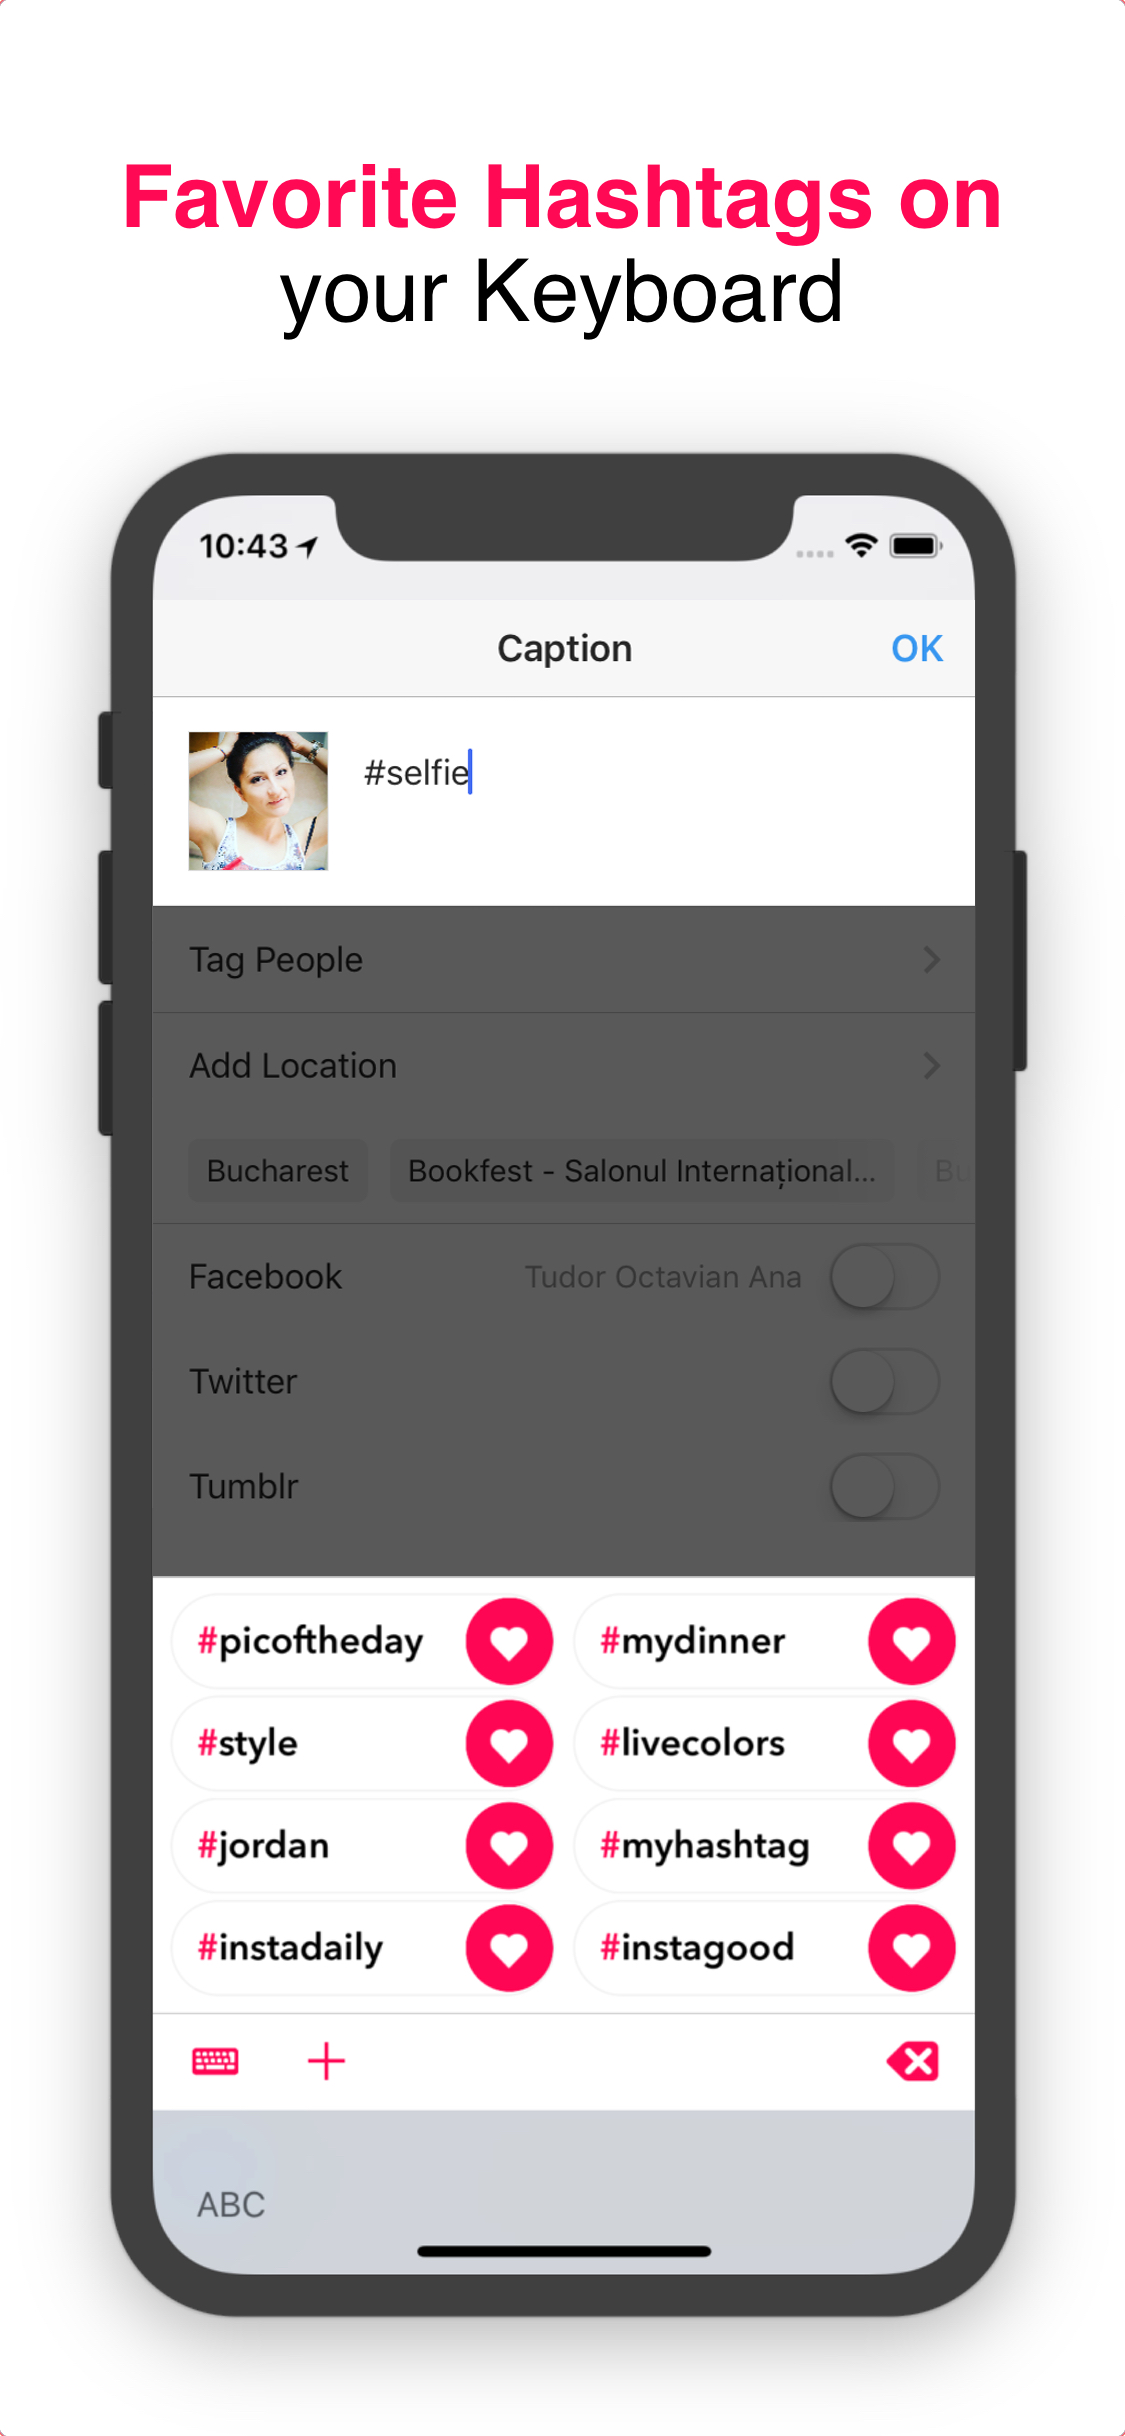 Favorite Hashtags on
your Keyboard
10:43
Caption OK
#selfie
Tag People
Add Location
Bucharest Bookfest - Salonul Internațional... Bu
Facebook Tudor Octavian Ana
Twitter
Tumblr
#picoftheday #mydinner
#style #livecolors
#jordan #myhashtag
#instadaily #instagood
ABC